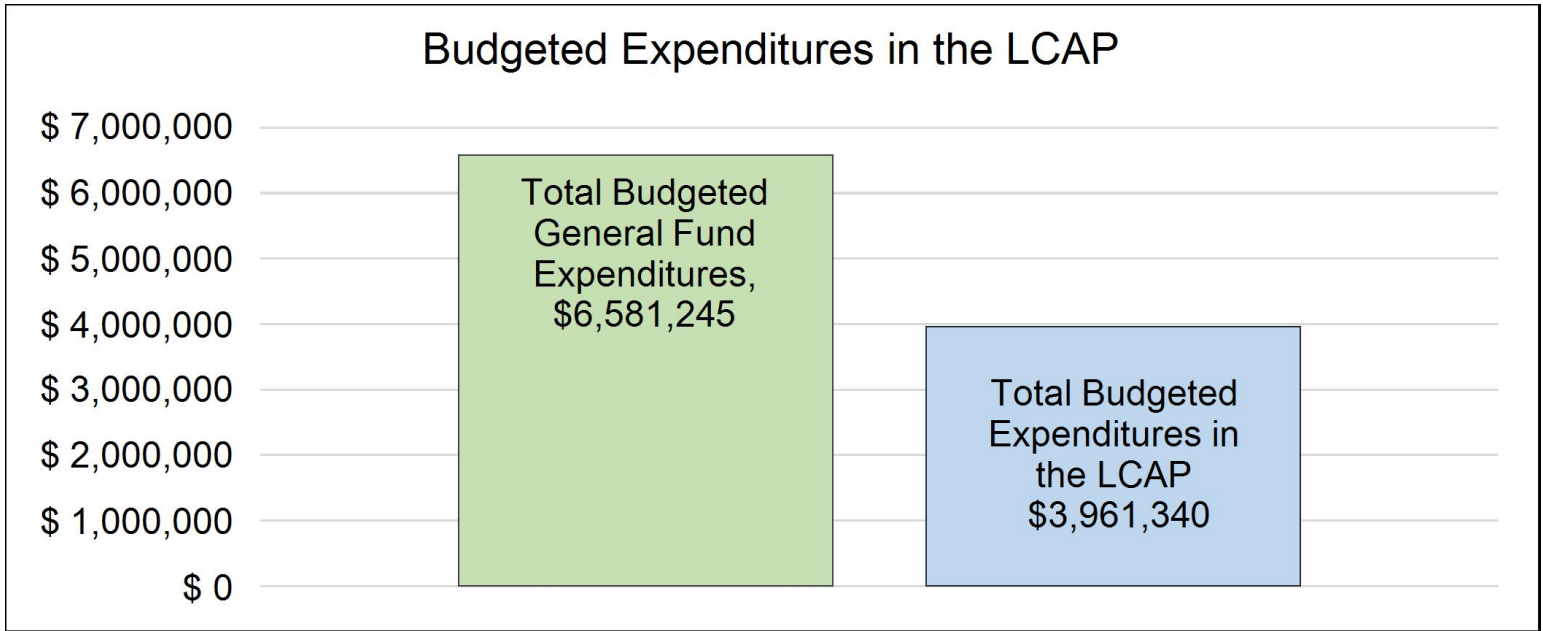 Budgeted Expenditures in the LCAP
$ 7,000,000
$ 6,000,000
$ 5,000,000
$ 4,000,000
$ 3,000,000
$ 2,000,000
$ 1,000,000
$ 0
Total Budgeted
General Fund
Expenditures,
$6,581,245
Total Budgeted
Expenditures in
the LCAP
$3,961,340